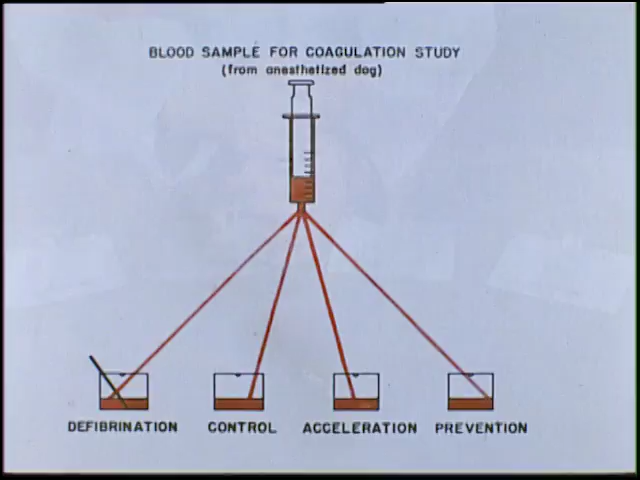 BLOOD SAMPLE FOR COAGULATION STUDY
(from anesthetized dog)
DEFIBRINATION CONTROL ACCELERATION PREVENTION